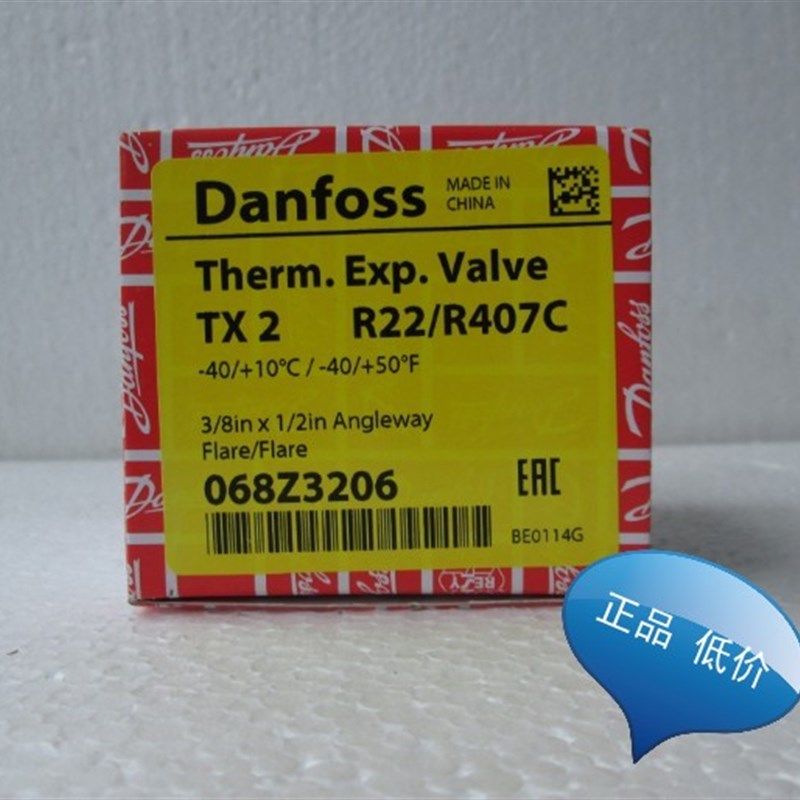 Danfoss
MADE IN
CHINA
Therm. Exp. Valve
TX 2 R22/R407C
-40/+10°C / -40/+50°F
3/8in x 1/2in Angleway
Flare/Flare
068Z3206
EAC
BE0114G
Danfoss
正品 低价